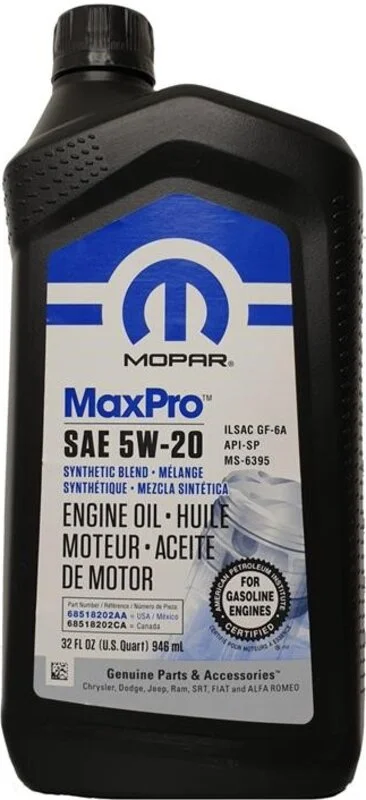 MOPAR®
MaxPro™
SAE 5W-20
ILSAC GF-6A
API-SP
MS-6395
SYNTHETIC BLEND • MÉLANGE
SYNTHÉTIQUE • MEZCLA SINTÉTICA
ENGINE OIL • HUILE
MOTEUR • ACEITE
DE MOTOR
AMERICAN PETROLEUM INSTITUTE
FOR
GASOLINE
ENGINES
CERTIFIED
Part Number / Référence / Número de Pieza:
68518202AA = USA / México
68518202CA = Canada
32 FL OZ (U.S. Quart) 946 mL
Genuine Parts & Accessories™
Chrysler, Dodge, Jeep, Ram, SRT, FIAT and ALFA ROMEO